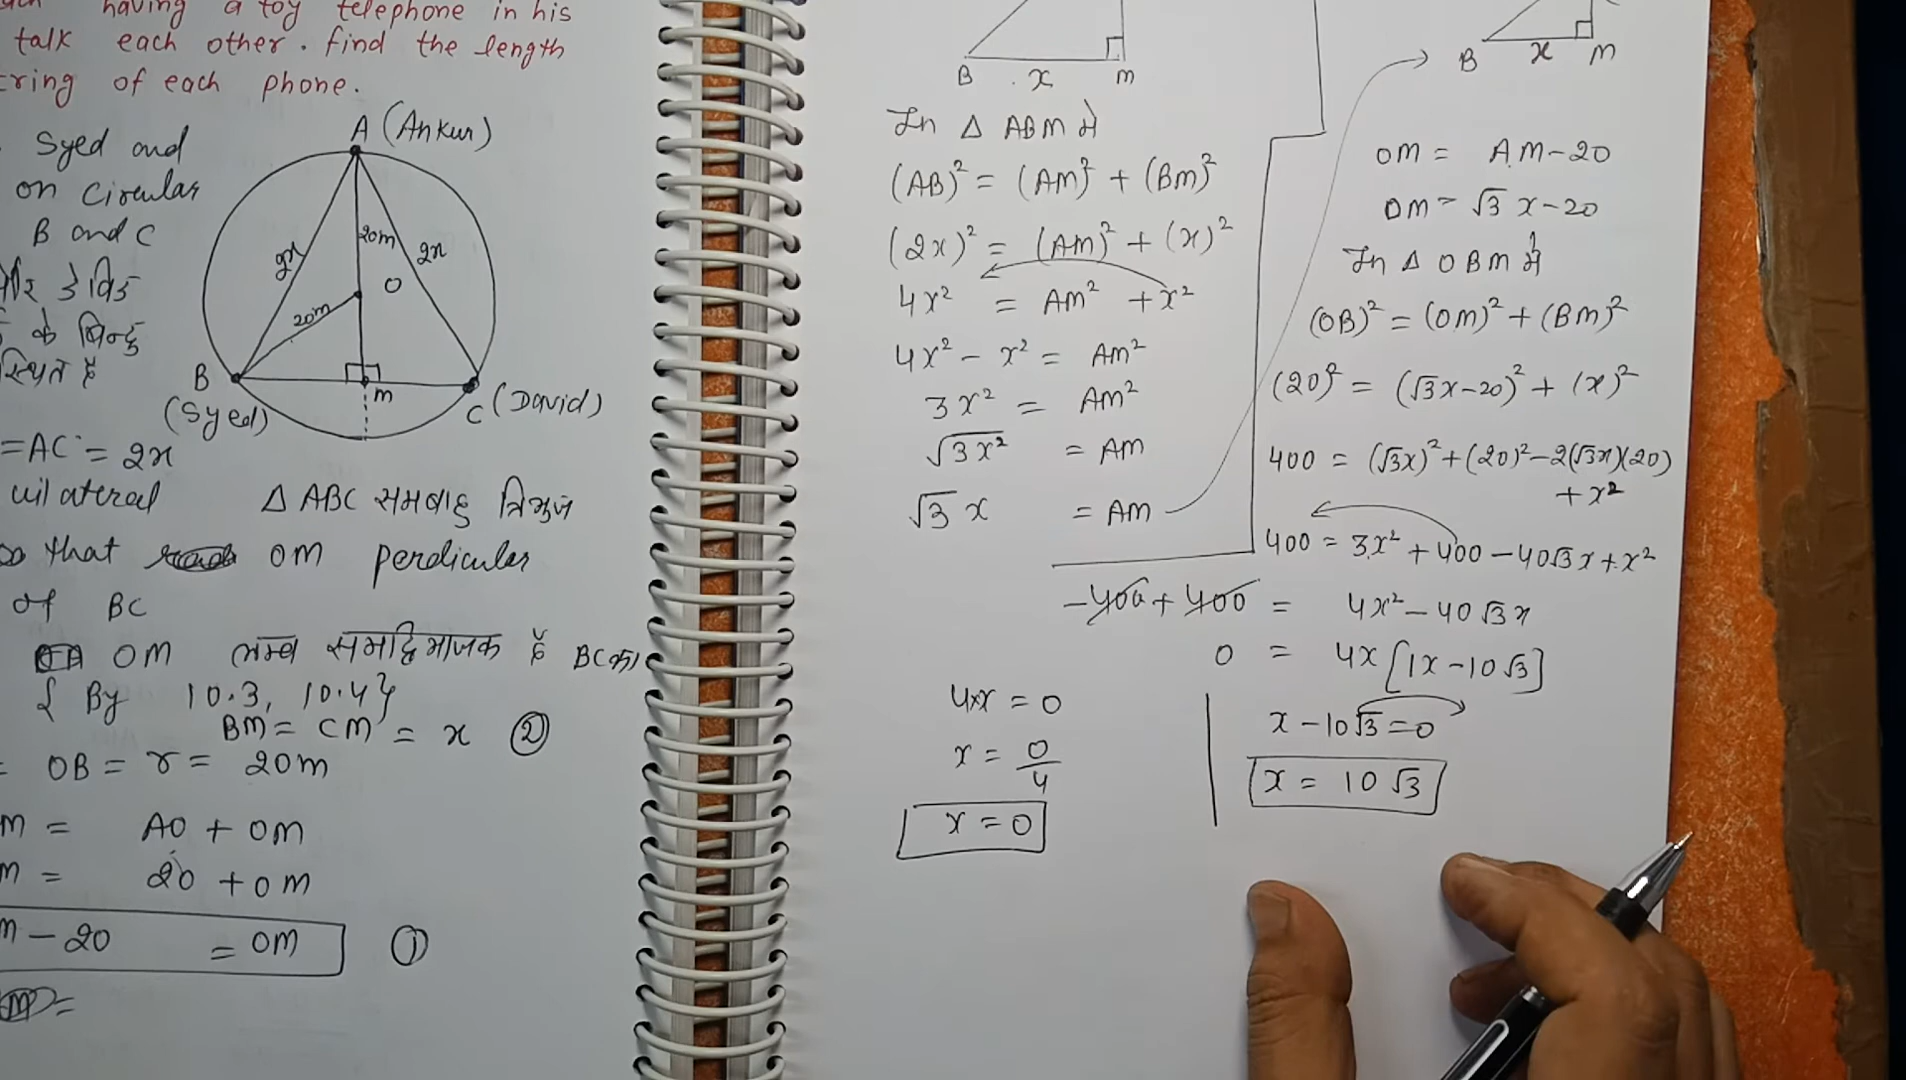 having a toy telephone in his
talk each other. find the length
of each phone.
A (Ankur)
Syed and
on circular
B and C
2x
20m
2x
O
20m
के बिन्दु
स्थित है
B
(Syed)
m
C (David)
= AC = 2x
Δ ABC समबाहु त्रिभुज
that OM perdicular
of BC
OM लम्ब समद्विभाजक है BC का
{ By 10.3, 10.4 }
BM = CM = x ②
OB = r = 20m
m = AO + OM
m = 20 + OM
m - 20 = OM ①
B x m
In Δ ABM में
(AB)² = (AM)² + (BM)²
(2x)² = (AM)² + (x)²
4x² = AM² + x²
4x² - x² = AM²
3x² = AM²
√3x² = AM
√3 x = AM
B x M
OM = AM - 20
OM = √3 x - 20
In Δ OBM में
(OB)² = (OM)² + (BM)²
(20)² = (√3x - 20)² + (x)²
400 = (√3x)² + (20)² - 2(√3x)(20)
+ x²
400 = 3x² + 400 - 40√3 x + x²
-400 + 400 = 4x² - 40√3x
0 = 4x [1x - 10√3]
4x = 0
x = 0/4
x = 0
x - 10√3 = 0
x = 10√3